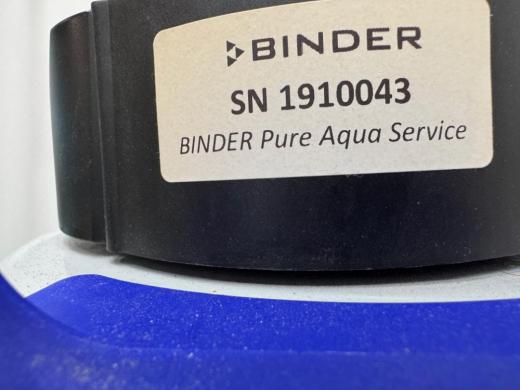 BINDER
SN 1910043
BINDER Pure Aqua Service